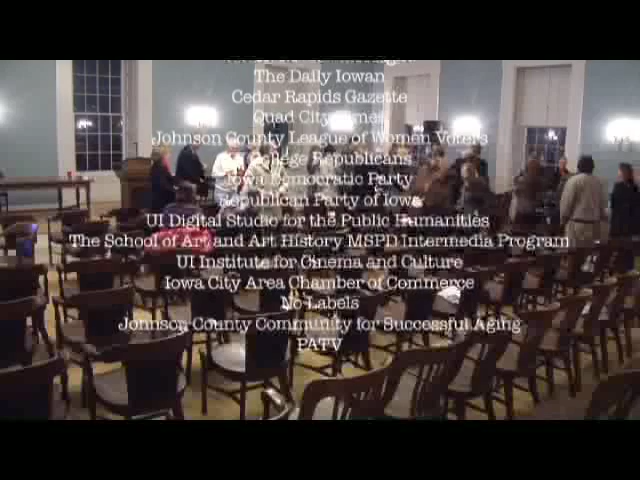 The Daily Iowan
Cedar Rapids Gazette
Quad City Times
Johnson County League of Women Voters
College Republicans
Iowa Democratic Party
Republican Party of Iowa
UI Digital Studio for the Public Humanities
The School of Art and Art History MSPD Intermedia Program
UI Institute for Cinema and Culture
Iowa City Area Chamber of Commerce
No Labels
Johnson County Community for Successful Aging
PATV